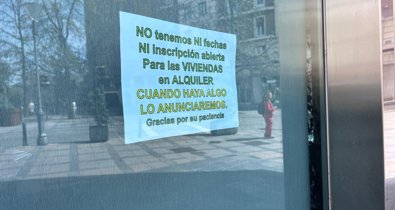 NO tenemos NI fechas
NI inscripción abierta
Para las VIVIENDAS
en ALQUILER
CUANDO HAYA ALGO
LO ANUNCIAREMOS.
Gracias por su paciencia